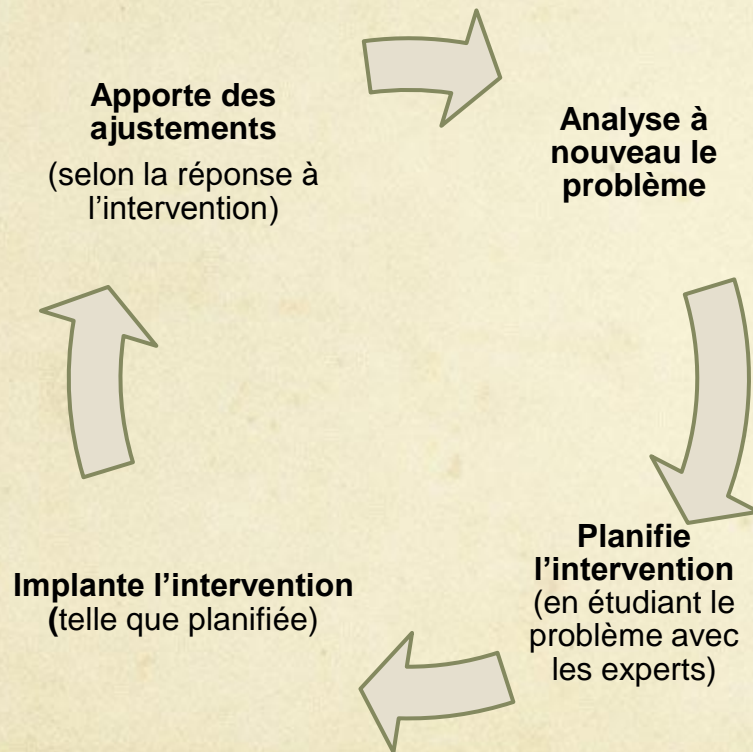 Apporte des
ajustements
(selon la réponse à
l’intervention)
Analyse à
nouveau le
problème
Planifie
l’intervention
(en étudiant le
problème avec
les experts)
Implante l’intervention
(telle que planifiée)